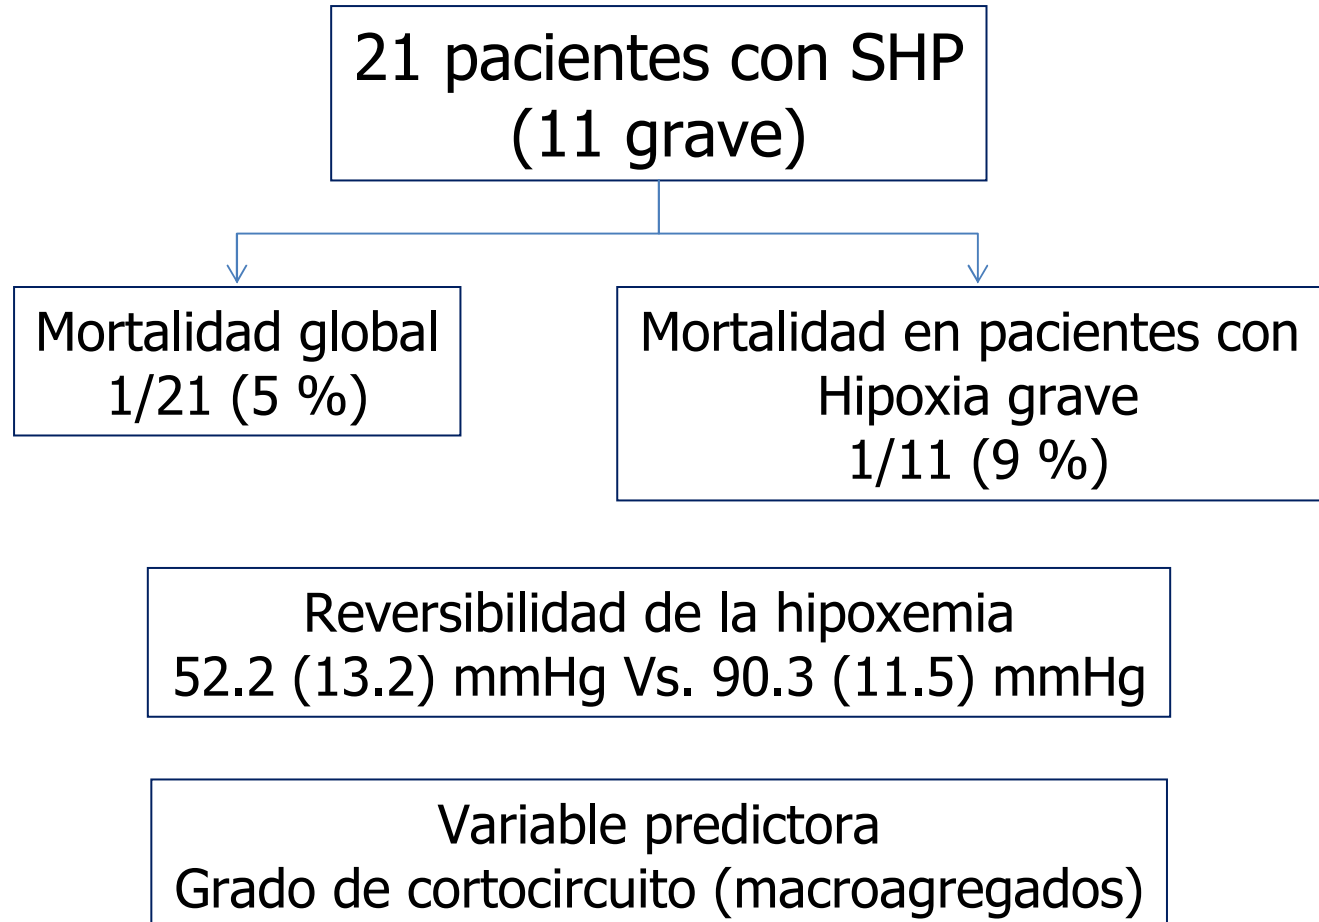 21 pacientes con SHP
(11 grave)
Mortalidad global
1/21 (5 %)
Mortalidad en pacientes con
Hipoxia grave
1/11 (9 %)
Reversibilidad de la hipoxemia
52.2 (13.2) mmHg Vs. 90.3 (11.5) mmHg
Variable predictora
Grado de cortocircuito (macroagregados)